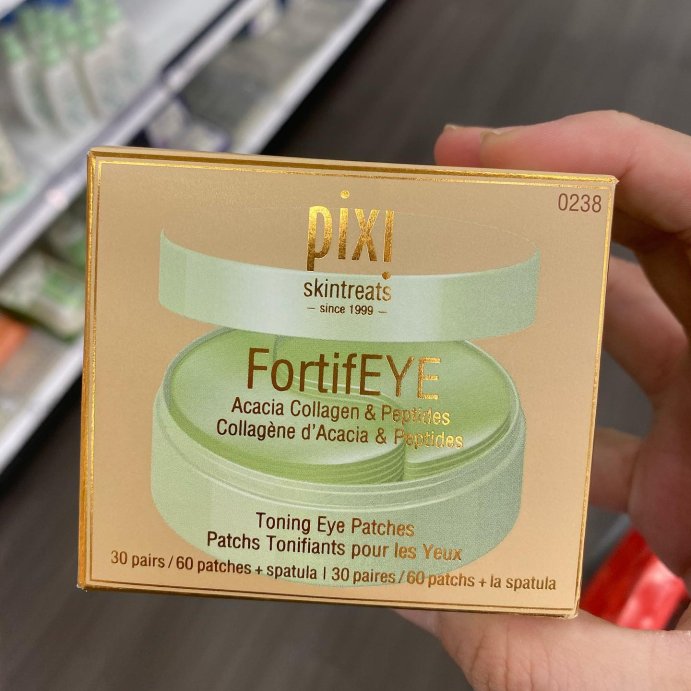 0238
pixi
skintreats
– since 1999 –
FortifEYE
Acacia Collagen & Peptides
Collagène d'Acacia & Peptides
Toning Eye Patches
Patchs Tonifiants pour les Yeux
30 pairs / 60 patches + spatula | 30 paires / 60 patchs + la spatula